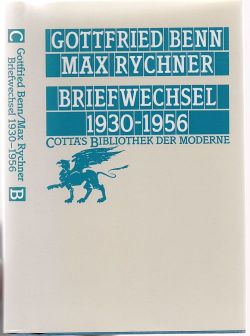 C
Gottfried Benn/Max Rychner
Briefwechsel 1930–1956
B
GOTTFRIED BENN
MAX RYCHNER
BRIEFWECHSEL
1930-1956
COTTA'S BIBLIOTHEK DER MODERNE